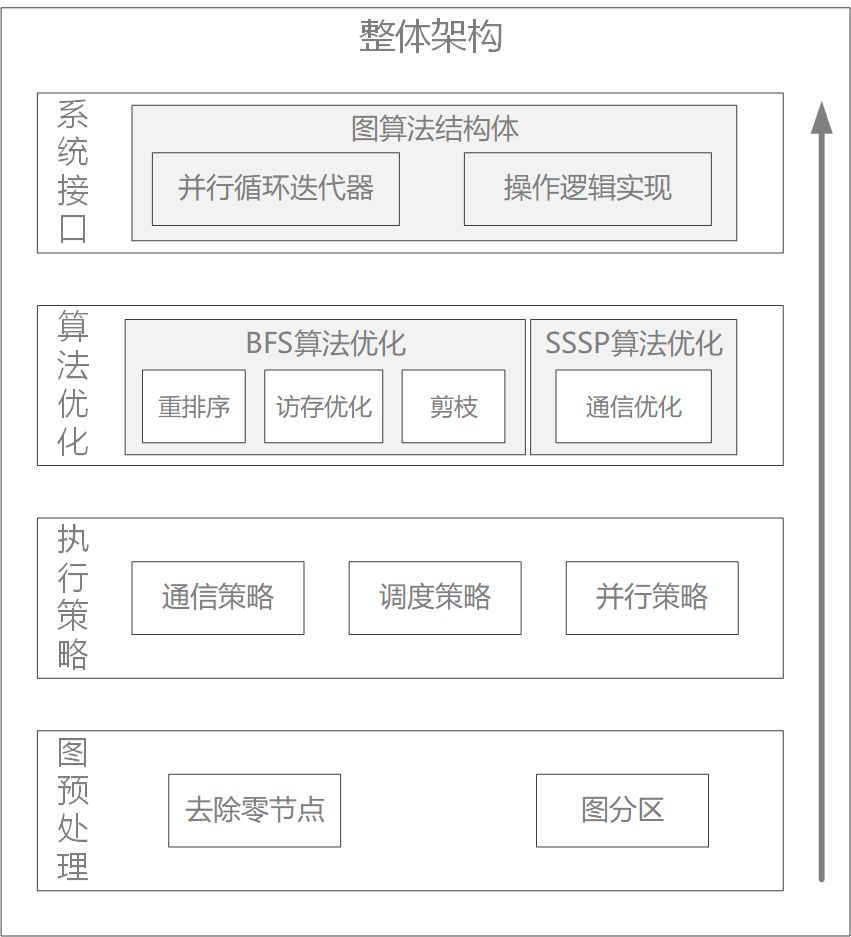 整体架构
系统接口
图算法结构体
并行循环迭代器
操作逻辑实现
算法优化
BFS算法优化
重排序
访存优化
剪枝
SSSP算法优化
通信优化
执行策略
通信策略
调度策略
并行策略
图预处理
去除零节点
图分区